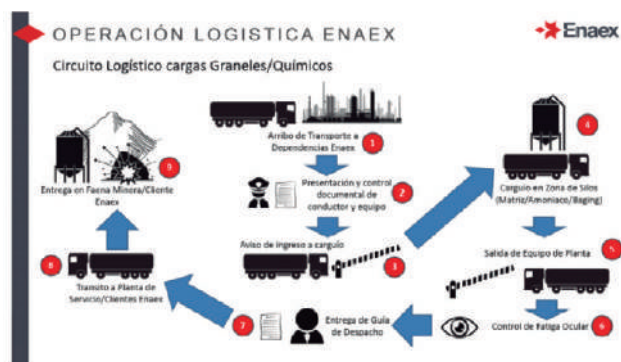 OPERACIÓN LOGISTICA ENAEX
Enaex
Circuito Logístico cargas Graneles/Químicos
Arribo de Transporte a
Dependencias Enaex
1
Presentación y control
documental de
conductor y equipo
2
Aviso de ingreso a carguío
3
4
Carguío en Zona de Silos
(Matriz/Amoniaco/Baging)
Salida de Equipo de Planta
5
Control de Fatiga Ocular
6
Entrega de Guía
de Despacho
7
8
Transito a Planta de
Servicio/Clientes Enaex
9
Entrega en Faena Minera/Cliente
Enaex